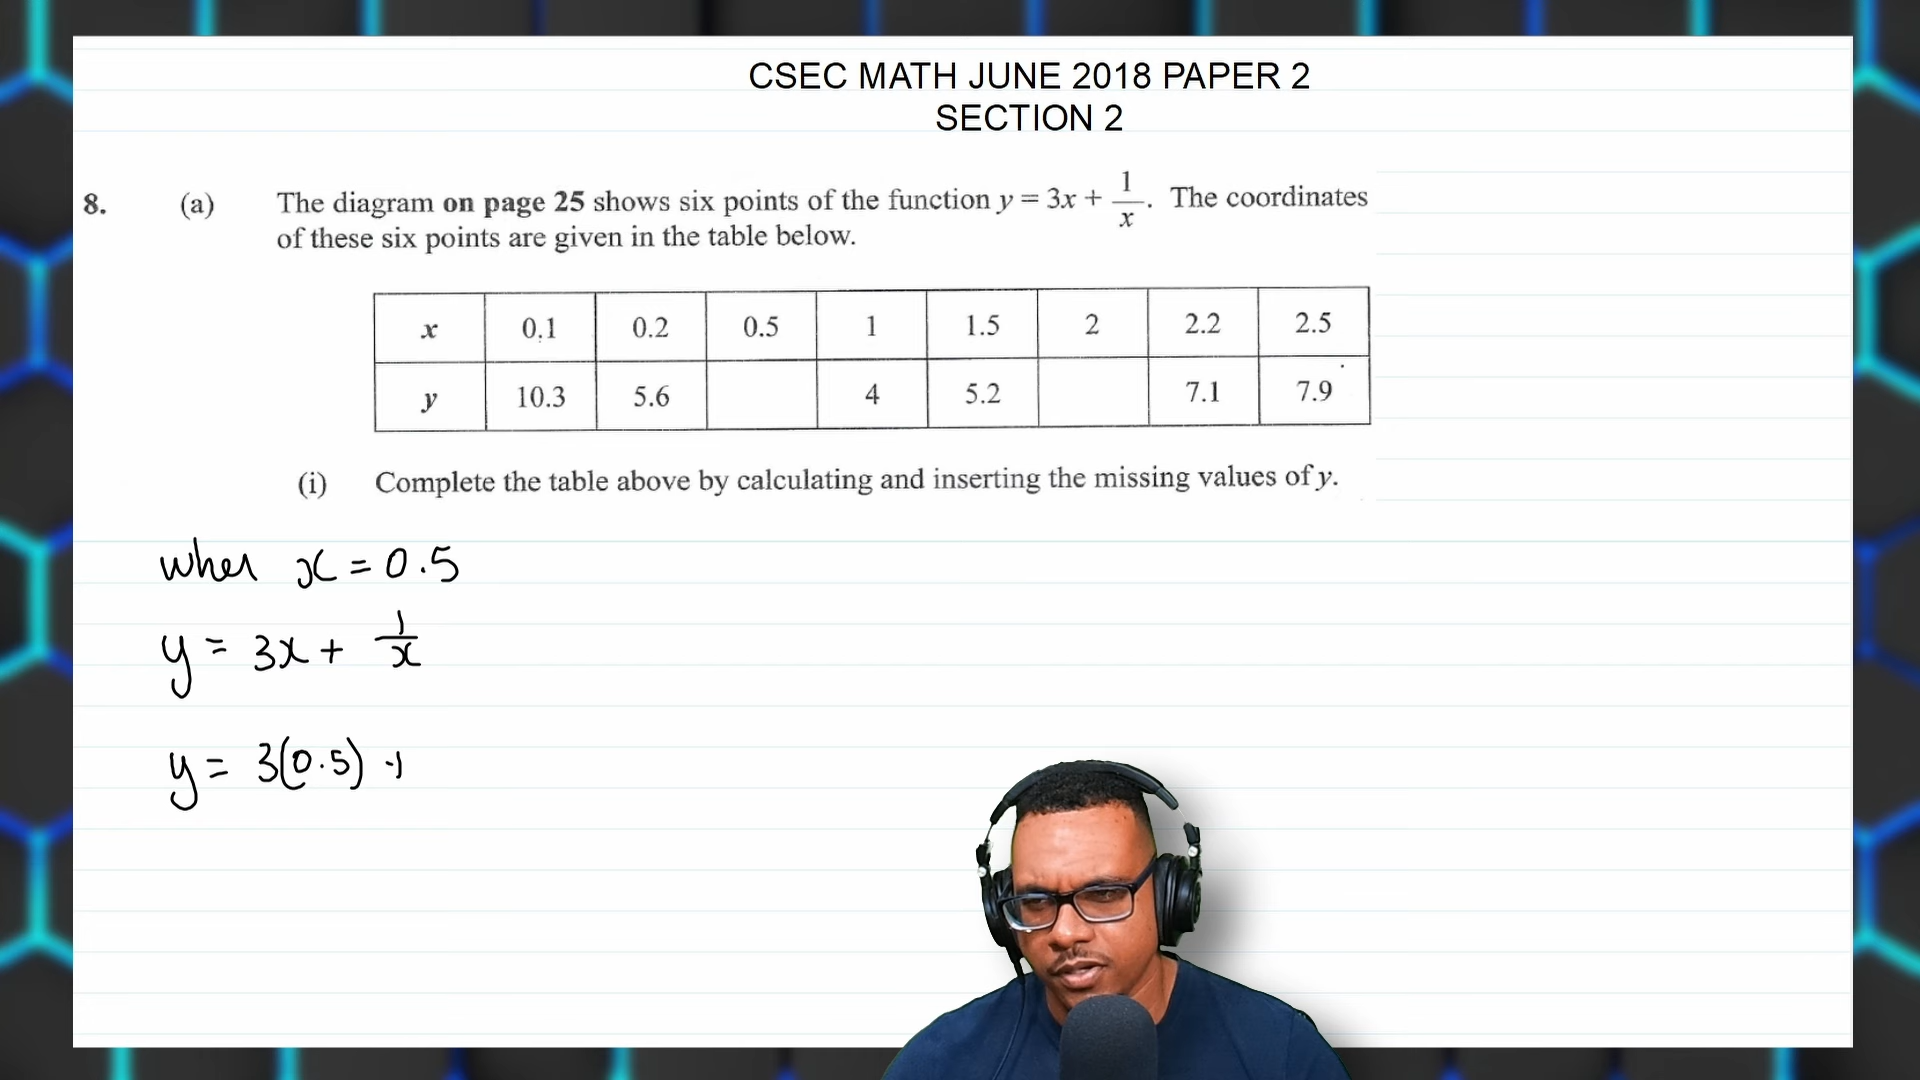 CSEC MATH JUNE 2018 PAPER 2
SECTION 2
8. (a) The diagram on page 25 shows six points of the function y = 3x + 1/x. The coordinates
of these six points are given in the table below.
x 0.1 0.2 0.5 1 1.5 2 2.2 2.5
y 10.3 5.6 4 5.2 7.1 7.9
(i) Complete the table above by calculating and inserting the missing values of y.
when x = 0.5
y = 3x + 1/x
y = 3(0.5)